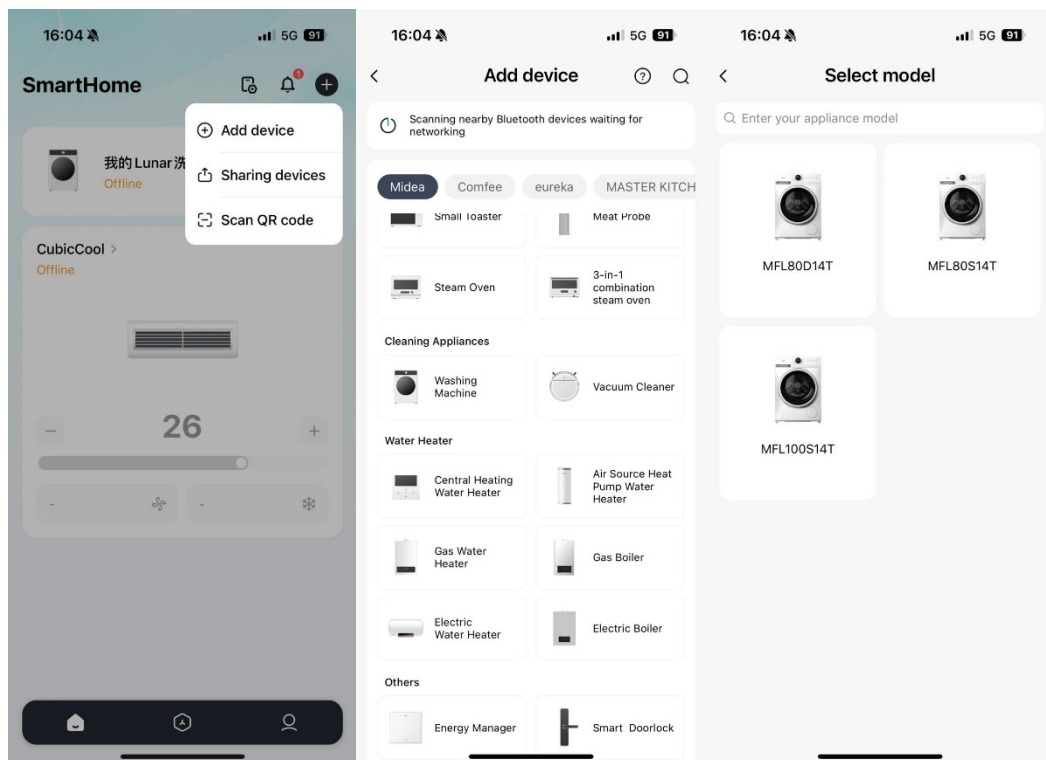 16:04
5G 91
SmartHome
Add device
我的 Lunar 洗
Offline
Sharing devices
Scan QR code
CubicCool >
Offline
26
16:04
5G 91
Add device
Scanning nearby Bluetooth devices waiting for
networking
Midea
Comfee
eureka
MASTER KITCH
Small Toaster
Meat Probe
Steam Oven
3-in-1
combination
steam oven
Cleaning Appliances
Washing
Machine
Vacuum Cleaner
Water Heater
Central Heating
Water Heater
Air Source Heat
Pump Water
Heater
Gas Water
Heater
Gas Boiler
Electric
Water Heater
Electric Boiler
Others
Energy Manager
Smart Doorlock
16:04
5G 91
Select model
Enter your appliance model
MFL80D14T
MFL80S14T
MFL100S14T